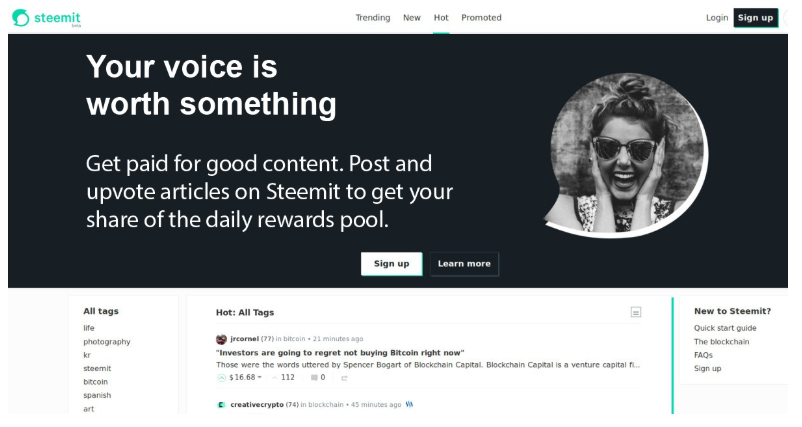 steemit
beta
Trending New Hot Promoted
Login Sign up
Your voice is
worth something
Get paid for good content. Post and
upvote articles on Steemit to get your
share of the daily rewards pool.
Sign up Learn more
All tags
life
photography
kr
steemit
bitcoin
spanish
art
Hot: All Tags
jrcornel (77) in bitcoin • 21 minutes ago
"Investors are going to regret not buying Bitcoin right now"
Those were the words uttered by Spencer Bogart of Blockchain Capital. Blockchain Capital is a venture capital fi...
$16.68 112 0
creativecrypto (74) in blockchain • 45 minutes ago
New to Steemit?
Quick start guide
The blockchain
FAQs
Sign up